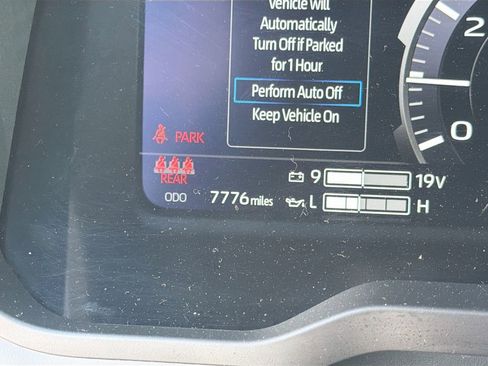 Vehicle Will
Automatically
Turn Off if Parked
for 1 Hour.
Perform Auto Off
Keep Vehicle On
2
0
PARK
REAR
9 19V
ODO 7776 miles
L H